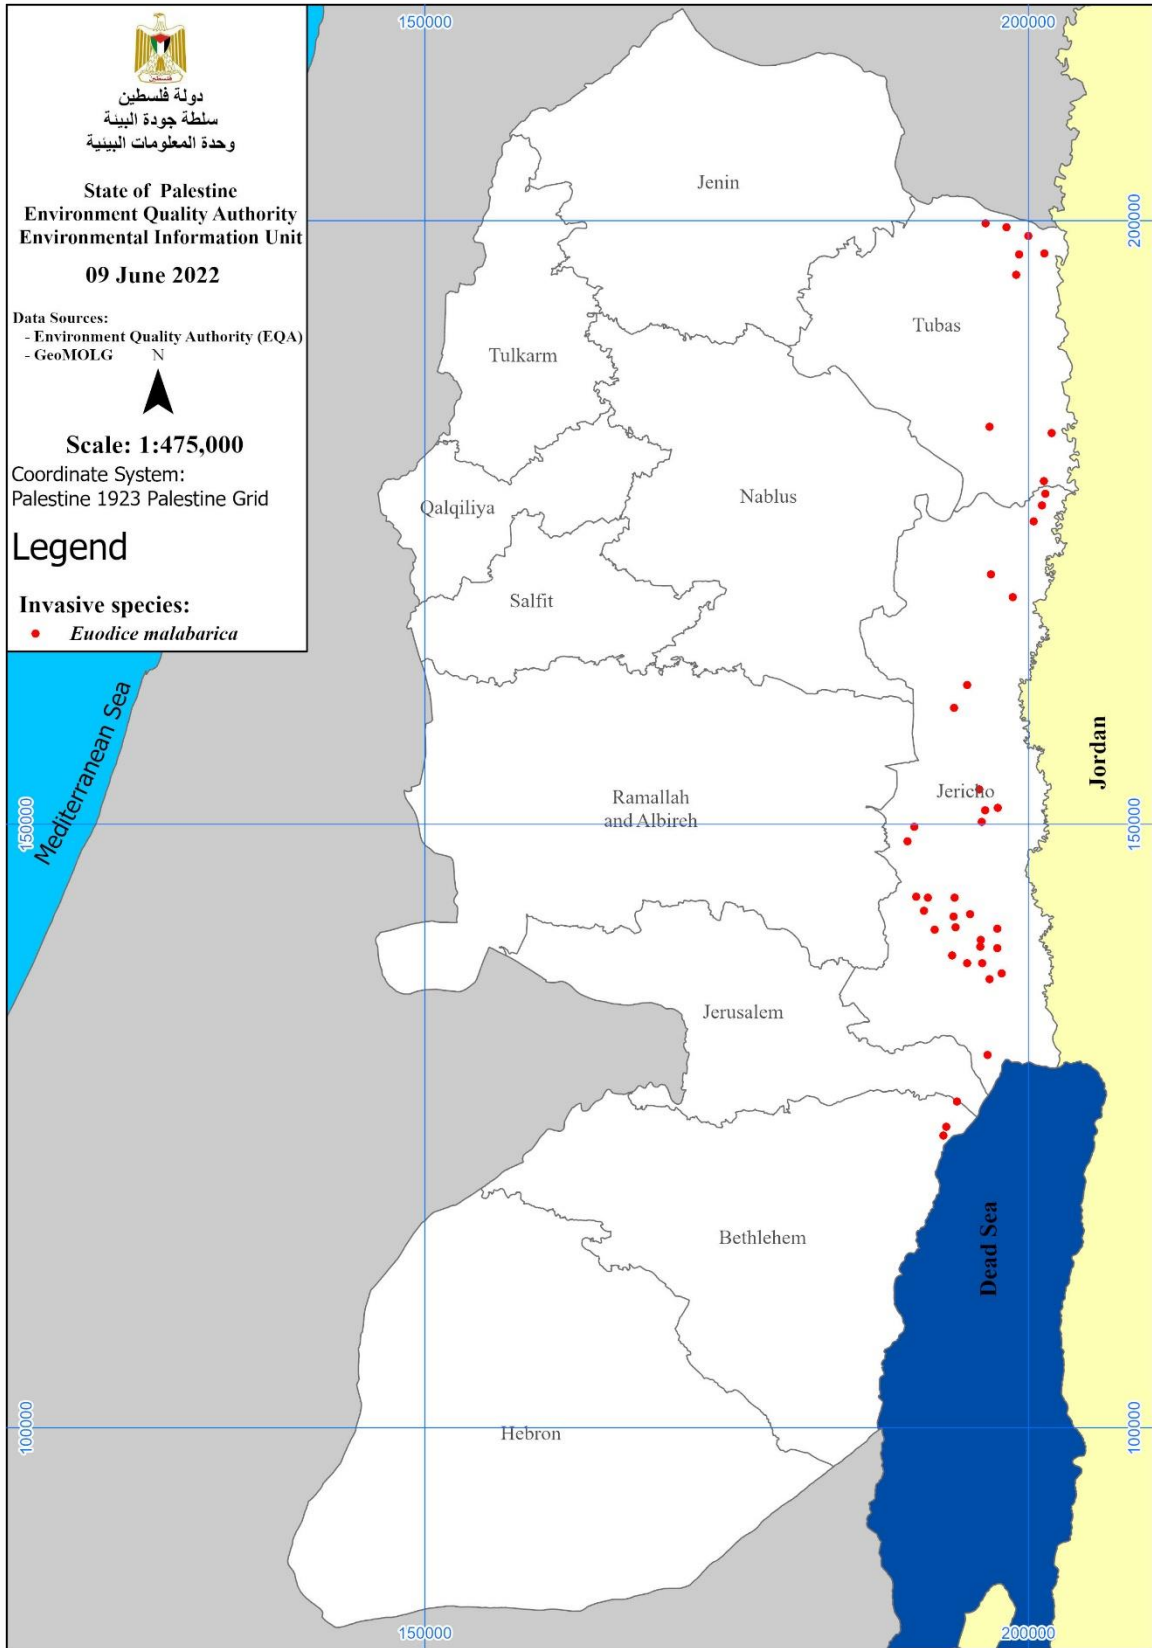 دولة فلسطين
سلطة جودة البيئة
وحدة المعلومات البيئية
State of Palestine
Environment Quality Authority
Environmental Information Unit
09 June 2022
Data Sources:
- Environment Quality Authority (EQA)
- GeoMOLG
N
Scale: 1:475,000
Coordinate System:
Palestine 1923 Palestine Grid
Legend
Invasive species:
Euodice malabarica
150000
200000
200000
200000
Jenin
Tubas
Tulkarm
Nablus
Qalqiliya
Salfit
Mediterranean Sea
Jordan
Ramallah
and Albireh
Jericho
150000
150000
Jerusalem
Bethlehem
Dead Sea
Hebron
100000
100000
150000
200000